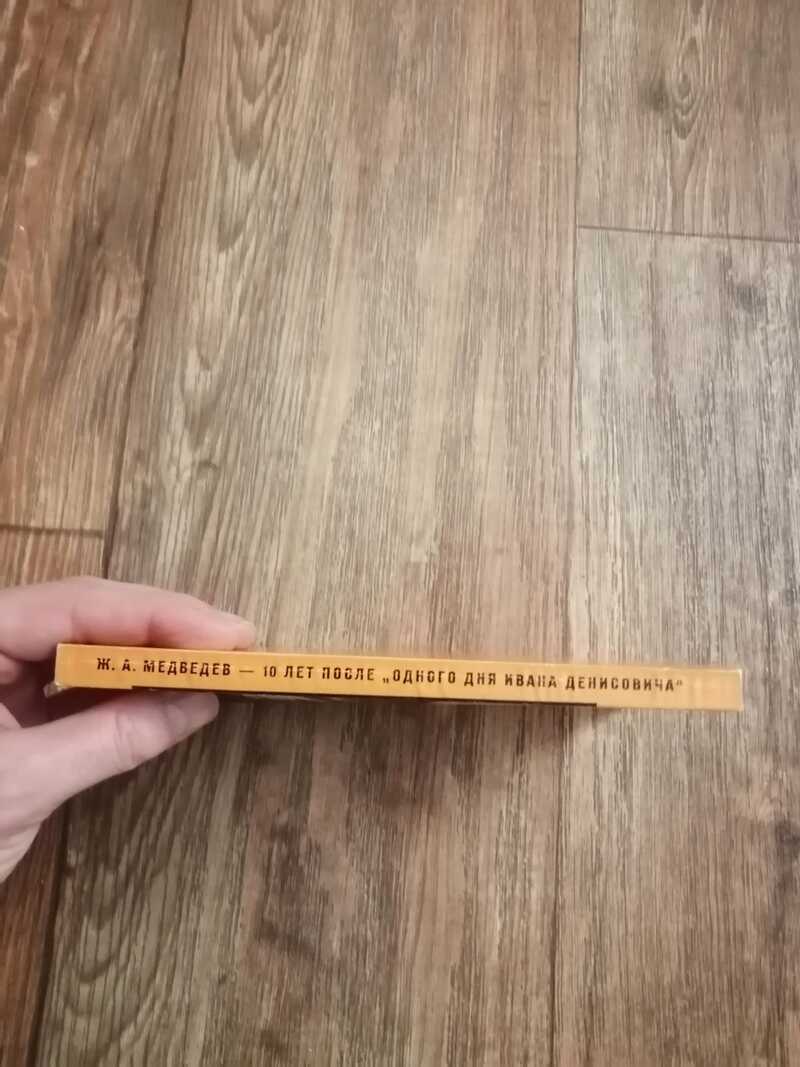 Ж. А. МЕДВЕДЕВ — 10 ЛЕТ ПОСЛЕ „ОДНОГО ДНЯ ИВАНА ДЕНИСОВИЧА“